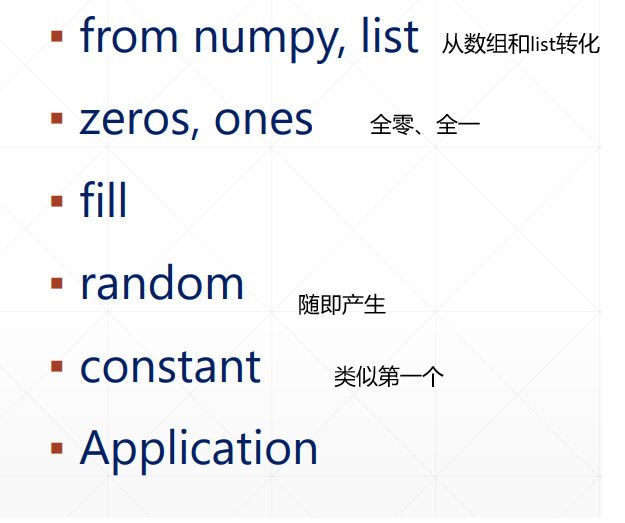 from numpy, list 从数组和list转化
zeros, ones 全零、全一
fill
random
随即产生
constant
类似第一个
Application